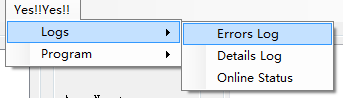 Yes!!Yes!!
Logs
Errors Log
Program
Details Log
Online Status